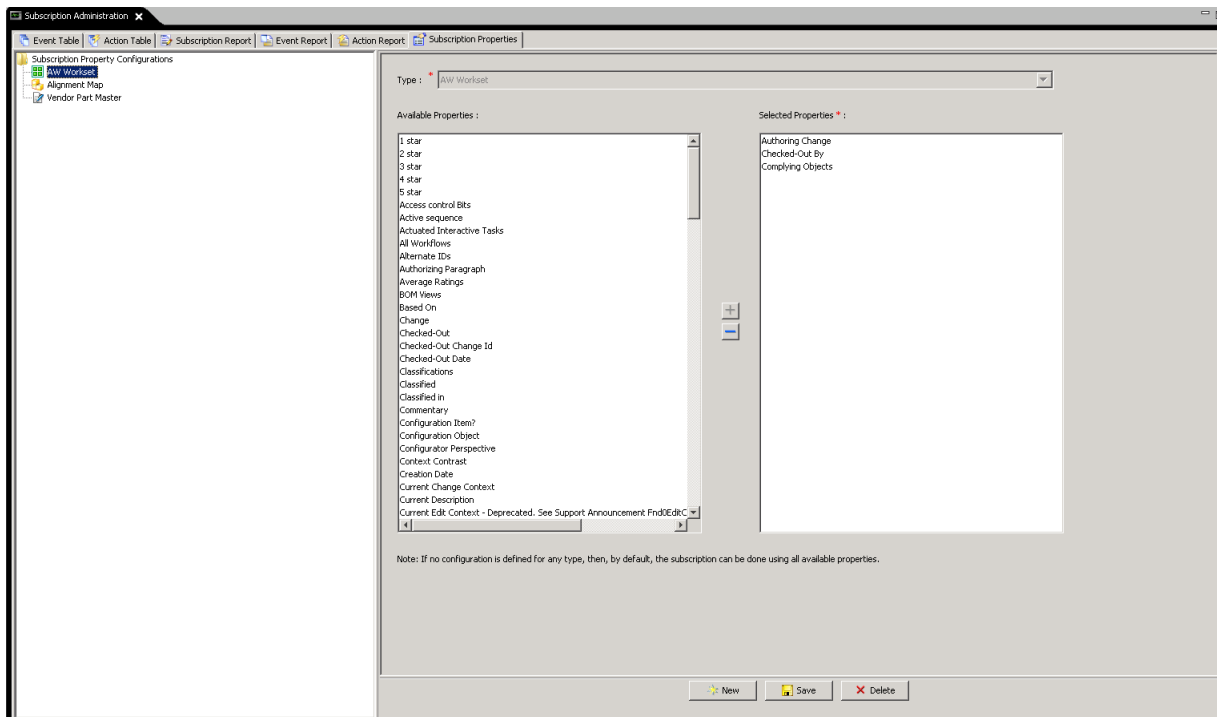 Subscription Administration
Event Table Action Table Subscription Report Event Report Action Report Subscription Properties
Subscription Property Configurations
AW Workset
Alignment Map
Vendor Part Master
Type : * AW Workset
Available Properties :
1 star
2 star
3 star
4 star
5 star
Access control Bits
Active sequence
Actuated Interactive Tasks
All Workflows
Alternate IDs
Authorizing Paragraph
Average Ratings
BOM Views
Based On
Change
Checked-Out
Checked-Out Change Id
Checked-Out Date
Classifications
Classified
Classified in
Commentary
Configuration Item?
Configuration Object
Configurator Perspective
Context Contrast
Creation Date
Current Change Context
Current Description
Current Edit Context - Deprecated. See Support Announcement Fnd0EditC
Selected Properties * :
Authoring Change
Checked-Out By
Complying Objects
Note: If no configuration is defined for any type, then, by default, the subscription can be done using all available properties.
New Save Delete